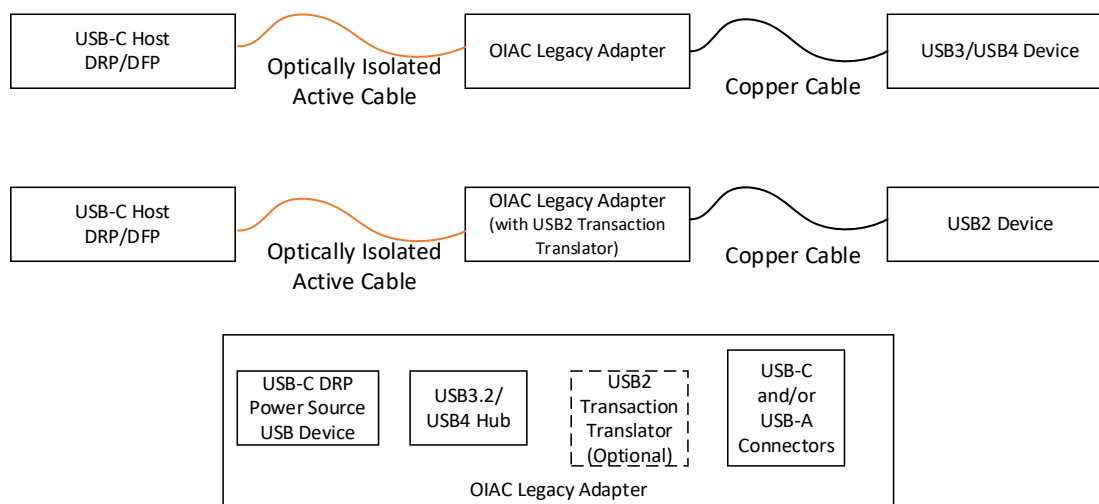 USB-C Host
DRP/DFP
Optically Isolated
Active Cable
OIAC Legacy Adapter
Copper Cable
USB3/USB4 Device
USB-C Host
DRP/DFP
Optically Isolated
Active Cable
OIAC Legacy Adapter
(with USB2 Transaction
Translator)
Copper Cable
USB2 Device
USB-C DRP
Power Source
USB Device
USB3.2/
USB4 Hub
USB2
Transaction
Translator
(Optional)
USB-C
and/or
USB-A
Connectors
OIAC Legacy Adapter